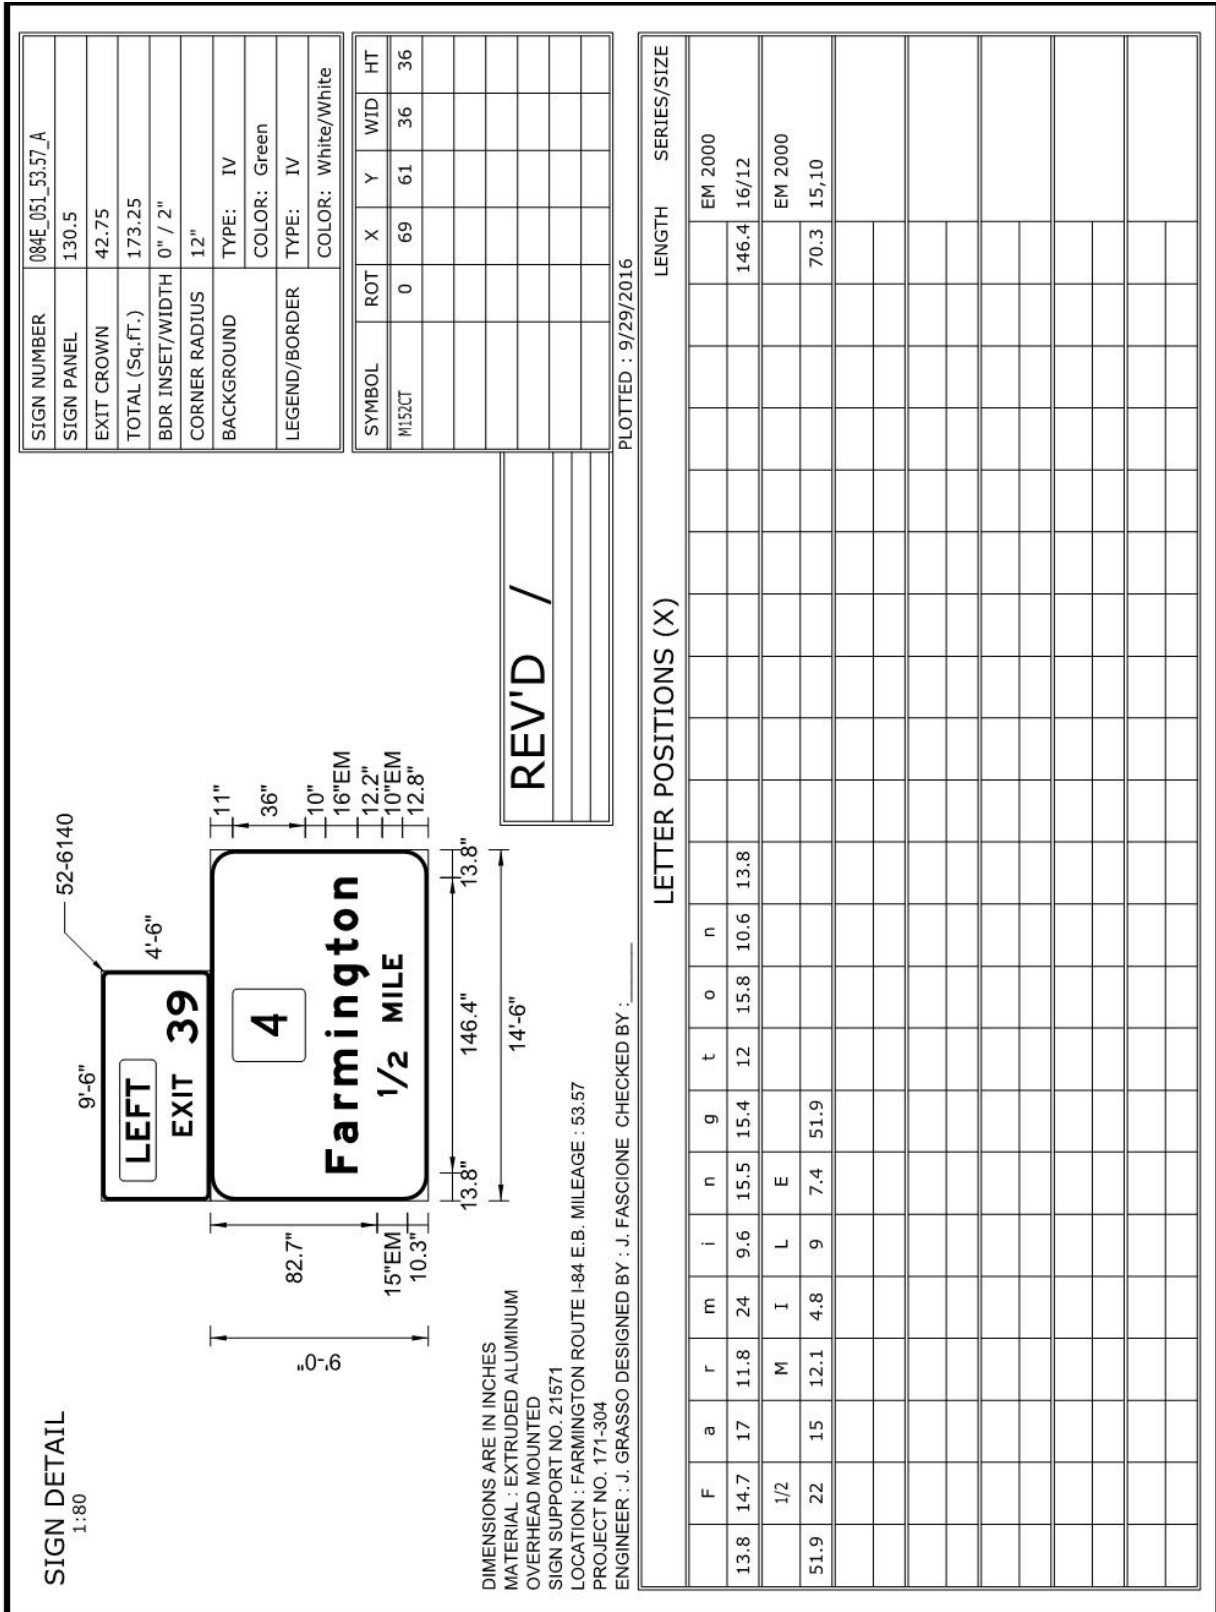 SIGN DETAIL
1:80
SIGN NUMBER 084E_051_53.57_A
SIGN PANEL 130.5
EXIT CROWN 42.75
TOTAL (Sq.fT.) 173.25
BDR INSET/WIDTH 0" / 2"
CORNER RADIUS 12"
BACKGROUND TYPE: IV
COLOR: Green
LEGEND/BORDER TYPE: IV
COLOR: White/White
SYMBOL ROT X Y WID HT
M152CT 0 69 61 36 36
9'-6"
52-6140
4'-6"
LEFT
EXIT 39
4
Farmington
1/2 MILE
9'-0"
82.7"
15"EM
10.3"
11"
36"
10"
16"EM
12.2"
10"EM
12.8"
13.8" 146.4" 13.8"
14'-6"
REV'D /
DIMENSIONS ARE IN INCHES
MATERIAL : EXTRUDED ALUMINUM
OVERHEAD MOUNTED
SIGN SUPPORT NO. 21571
LOCATION : FARMINGTON ROUTE I-84 E.B. MILEAGE : 53.57
PROJECT NO. 171-304
ENGINEER : J. GRASSO DESIGNED BY : J. FASCIONE CHECKED BY :______
PLOTTED : 9/29/2016
LETTER POSITIONS (X) LENGTH SERIES/SIZE
F a r m i n g t o n EM 2000
13.8 14.7 17 11.8 24 9.6 15.5 15.4 12 15.8 10.6 13.8 146.4 16/12
1/2 M I L E EM 2000
51.9 22 15 12.1 4.8 9 7.4 51.9 70.3 15,10